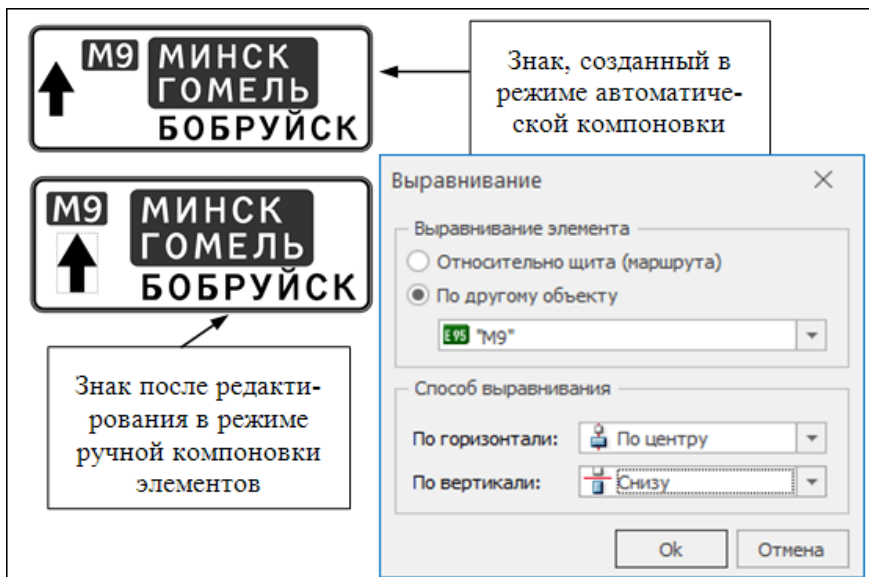 М9 МИНСК
ГОМЕЛЬ
БОБРУЙСК
Знак, созданный в
режиме автоматиче-
ской компоновки
М9 МИНСК
ГОМЕЛЬ
БОБРУЙСК
Знак после редакти-
рования в режиме
ручной компоновки
элементов
Выравнивание
Выравнивание элемента
Относительно щита (маршрута)
По другому объекту
E 95 "М9"
Способ выравнивания
По горизонтали: По центру
По вертикали: Снизу
Ok Отмена